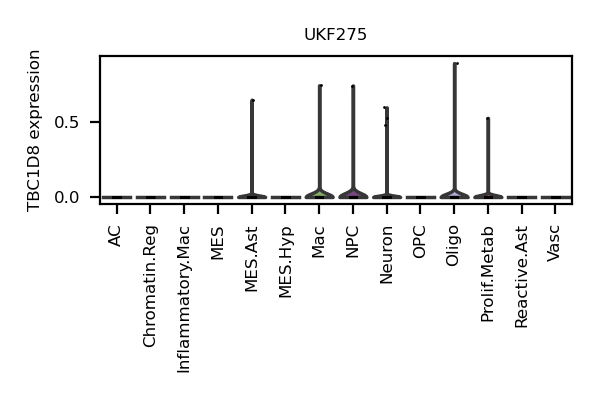 UKF275
TBC1D8 expression
0.5
0.0
AC
Chromatin.Reg
Inflammatory.Mac
MES
MES.Ast
MES.Hyp
Mac
NPC
Neuron
OPC
Oligo
Prolif.Metab
Reactive.Ast
Vasc